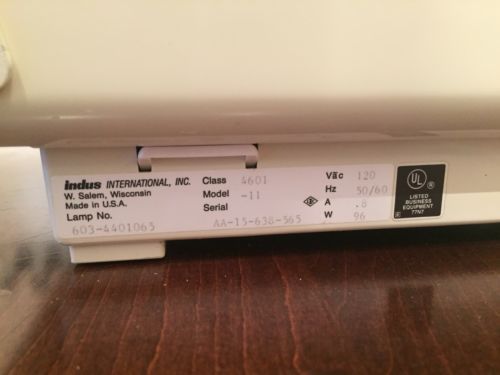 indus INTERNATIONAL, INC.
W. Salem, Wisconsin
Made in U.S.A.
Lamp No.
603-4401065
Class 4601
Model -11
Serial
AA-15-638-565
Vac 120
Hz 50/60
A .8
W 96
UL ®
LISTED
BUSINESS
EQUIPMENT
77N7